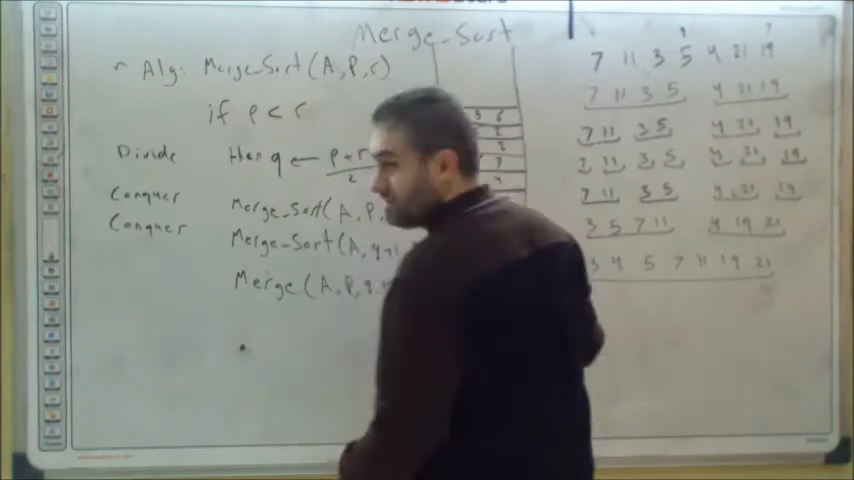 Merge-Sort
Alg: Merge-Sort(A,P,r)
if P < r
Divide then q ← P+r
2
Conquer Merge-Sort(A,P,
Conquer Merge-Sort(A,q+1
Merge(A,P,q,
7 11 3 5 4 21 19
7 11 3 5 4 21 19
7 11 3 5 4 21 19
7 11 3 5 4 21 19
7 11 3 5 4 21 19
3 5 7 11 4 19 21
3 4 5 7 11 19 21